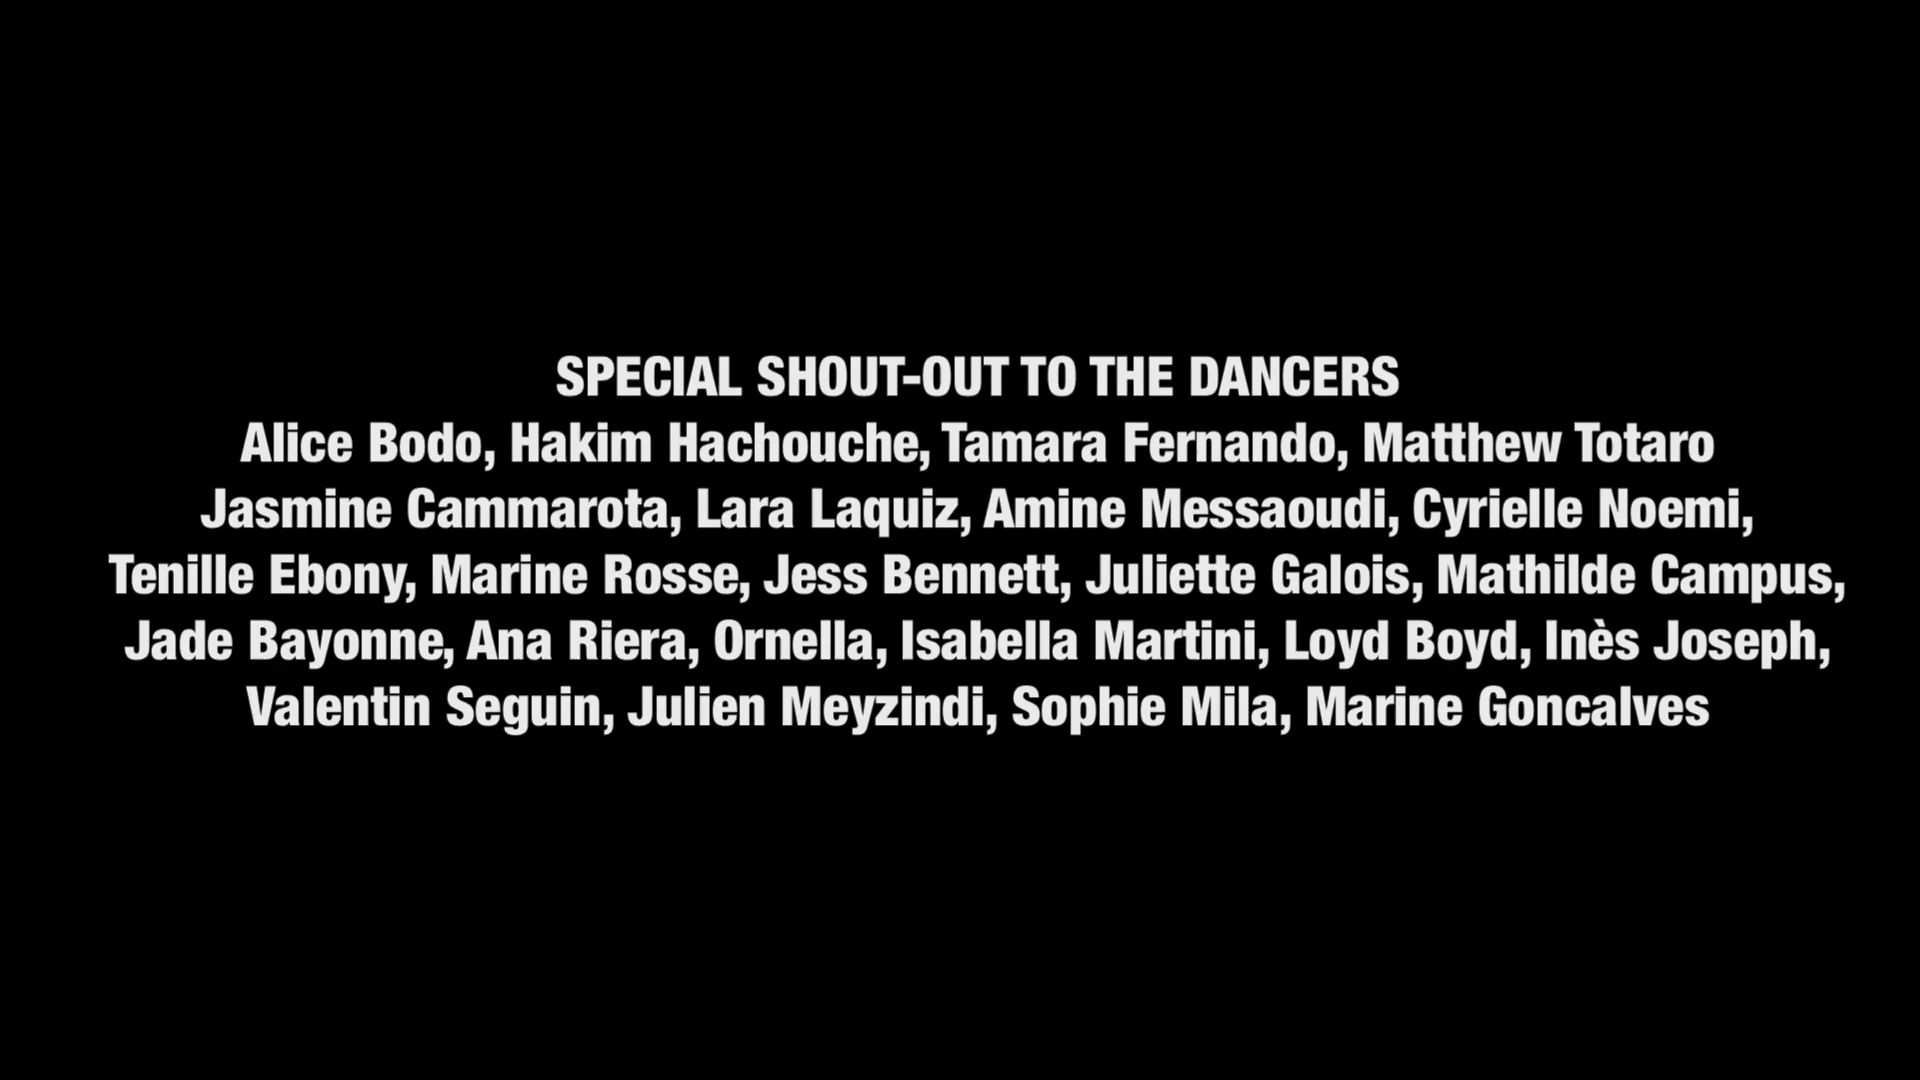 SPECIAL SHOUT-OUT TO THE DANCERS
Alice Bodo, Hakim Hachouche, Tamara Fernando, Matthew Totaro
Jasmine Cammarota, Lara Laquiz, Amine Messaoudi, Cyrielle Noemi,
Tenille Ebony, Marine Rosse, Jess Bennett, Juliette Galois, Mathilde Campus,
Jade Bayonne, Ana Riera, Ornella, Isabella Martini, Loyd Boyd, Inès Joseph,
Valentin Seguin, Julien Meyzindi, Sophie Mila, Marine Goncalves